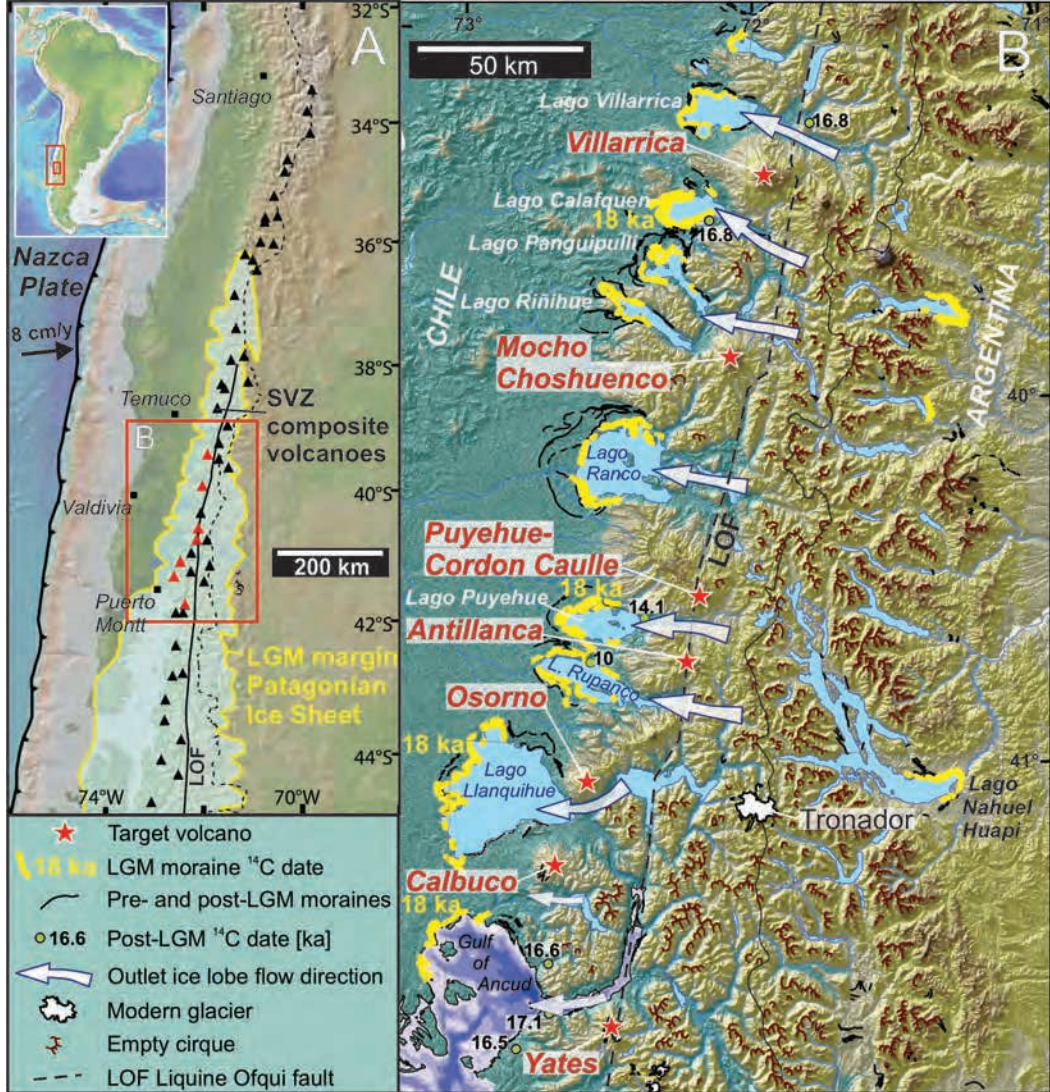 A
32°S
Santiago
34°S
36°S
Nazca
Plate
8 cm/y
38°S
Temuco
SVZ
composite
volcanoes
B
40°S
Valdivia
200 km
Puerto
Montt
42°S
LGM margin
Patagonian
Ice Sheet
44°S
LOF
74°W
70°W
Target volcano
18 ka LGM moraine ¹⁴C date
Pre- and post-LGM moraines
16.6 Post-LGM ¹⁴C date [ka]
Outlet ice lobe flow direction
Modern glacier
Empty cirque
LOF Liquine Ofqui fault
73°
72°
71°
B
50 km
Lago Villarrica
16.8
Villarrica
Lago Calafquen
18 ka
16.8
Lago Panguipulli
CHILE
Lago Riñihue
ARGENTINA
Mocho
Choshuenco
40°
Lago
Ranco
LOF
Puyehue-
Cordon Caulle
18 ka
Lago Puyehue
14.1
Antillanca
10
L. Rupanco
Osorno
18 ka
41°
Lago
Llanquihue
Lago
Nahuel
Huapi
Tronador
Calbuco
18 ka
Gulf
of
Ancud
16.6
17.1
16.5
Yates